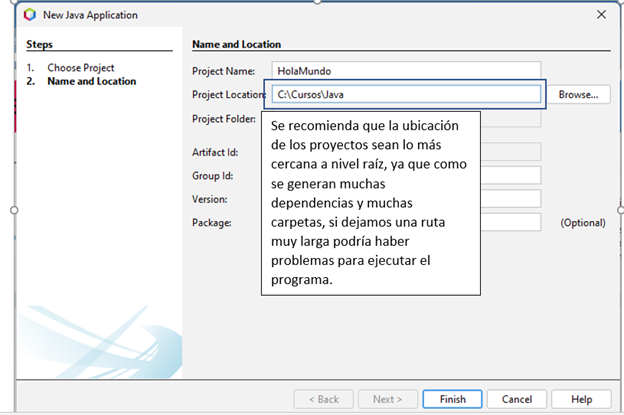 New Java Application
Steps
1. Choose Project
2. Name and Location
Name and Location
Project Name: HolaMundo
Project Location: C:\Cursos\Java Browse...
Project Folder:
Artifact Id:
Group Id:
Version:
Package: (Optional)
Se recomienda que la ubicación
de los proyectos sean lo más
cercana a nivel raíz, ya que como
se generan muchas
dependencias y muchas
carpetas, si dejamos una ruta
muy larga podría haber
problemas para ejecutar el
programa.
< Back Next > Finish Cancel Help